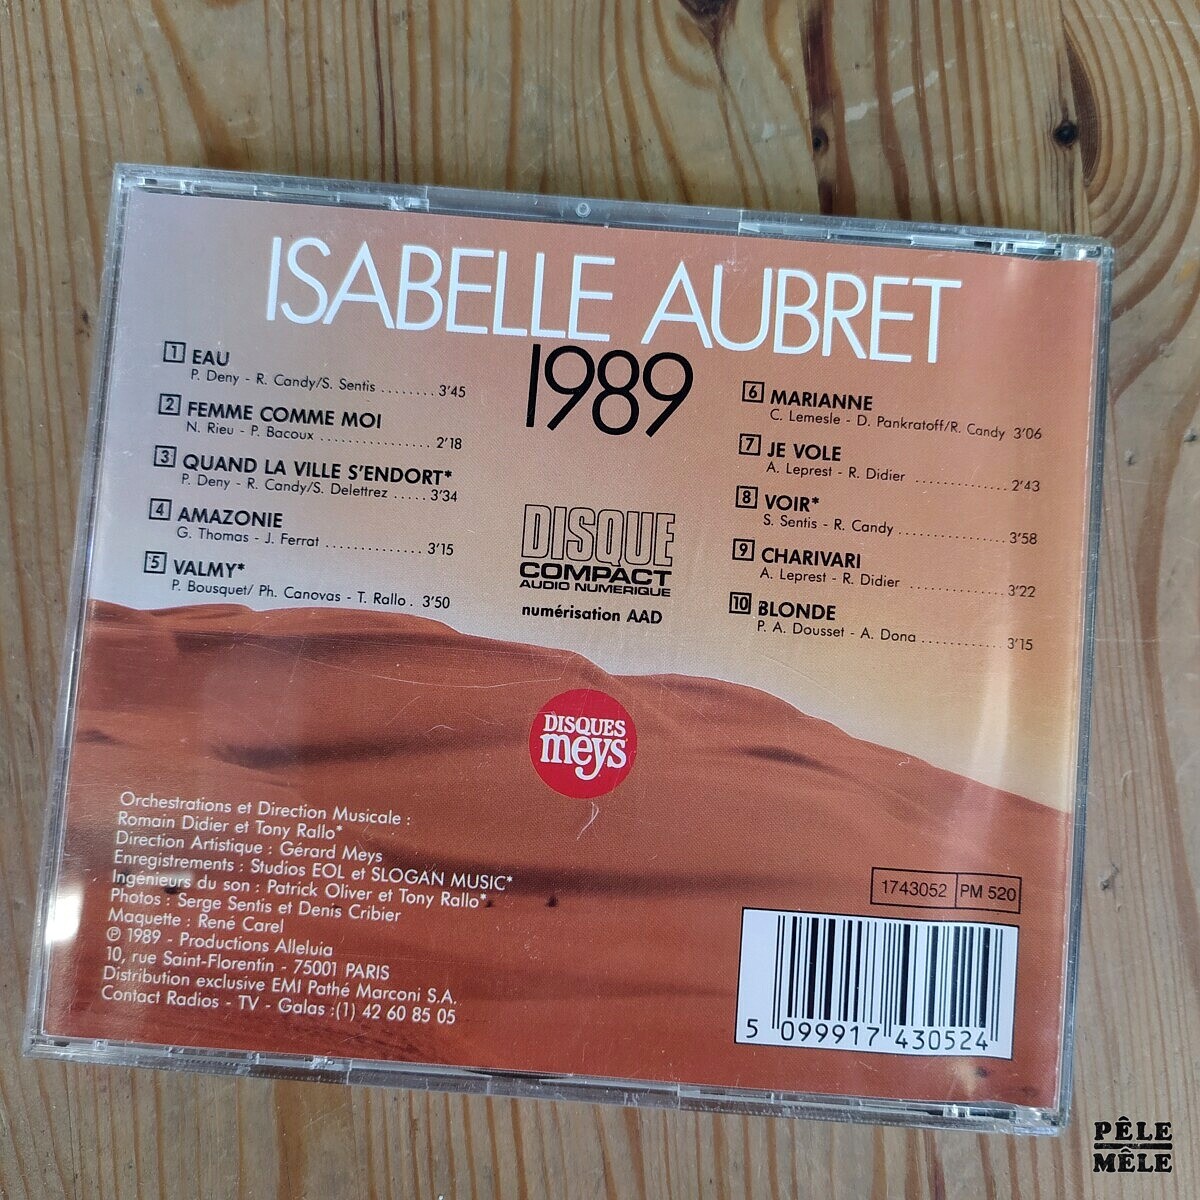 ISABELLE AUBRET
1989
1 EAU
P. Deny - R. Candy/S. Sentis ........ 3'45
2 FEMME COMME MOI
N. Rieu - P. Bacoux ................ 2'18
3 QUAND LA VILLE S'ENDORT*
P. Deny - R. Candy/S. Delettrez ..... 3'34
4 AMAZONIE
G. Thomas - J. Ferrat .............. 3'15
5 VALMY*
P. Bousquet/ Ph. Canovas - T. Rallo . 3'50
6 MARIANNE
C. Lemesle - D. Pankratoff/R. Candy 3'06
7 JE VOLE
A. Leprest - R. Didier ............. 2'43
8 VOIR*
S. Sentis - R. Candy ............... 3'58
9 CHARIVARI
A. Leprest - R. Didier ............. 3'22
10 BLONDE
P. A. Dousset - A. Dona ............ 3'15
DISQUE
COMPACT
AUDIO NUMERIQUE
numérisation AAD
DISQUES
meys
Orchestrations et Direction Musicale :
Romain Didier et Tony Rallo*
Direction Artistique : Gérard Meys
Enregistrements : Studios EOL et SLOGAN MUSIC*
Ingénieurs du son : Patrick Oliver et Tony Rallo*
Photos : Serge Sentis et Denis Cribier
Maquette : René Carel
℗ 1989 - Productions Alleluia
10, rue Saint-Florentin - 75001 PARIS
Distribution exclusive EMI Pathé Marconi S.A.
Contact Radios - TV - Galas :(1) 42 60 85 05
1743052 PM 520
5 099917 430524
PÊLE
MÊLE